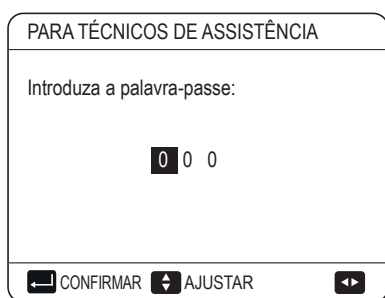 PARA TÉCNICOS DE ASSISTÊNCIA
Introduza a palavra-passe:
0 0 0
CONFIRMAR AJUSTAR